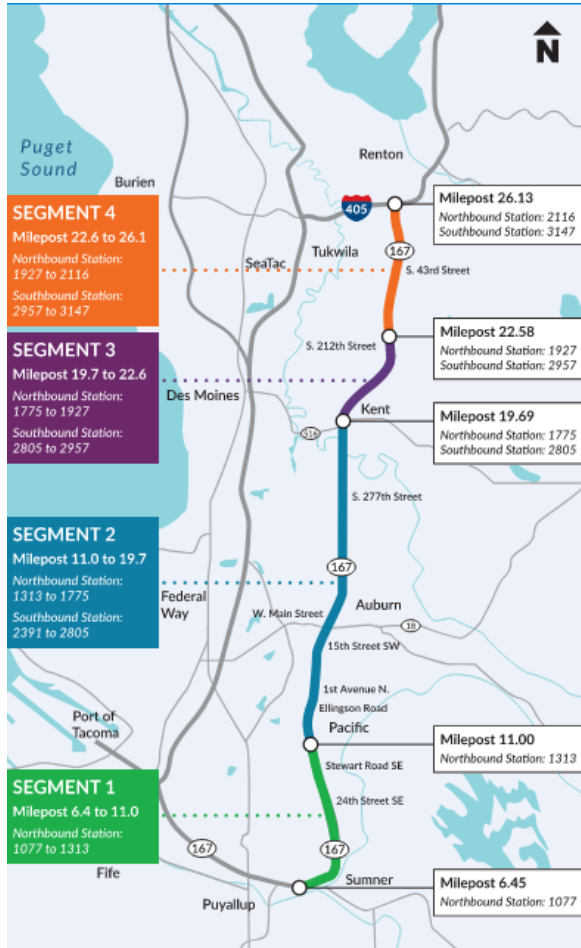 N
Puget
Sound
Renton
Burien
405
Milepost 26.13
Northbound Station: 2116
Southbound Station: 3147
SEGMENT 4
Milepost 22.6 to 26.1
Northbound Station:
1927 to 2116
Southbound Station:
2957 to 3147
167
SeaTac
Tukwila
S. 43rd Street
S. 212th Street
Milepost 22.58
Northbound Station: 1927
Southbound Station: 2957
SEGMENT 3
Milepost 19.7 to 22.6
Northbound Station:
1775 to 1927
Southbound Station:
2805 to 2957
Des Moines
Kent
516
Milepost 19.69
Northbound Station: 1775
Southbound Station: 2805
S. 277th Street
SEGMENT 2
Milepost 11.0 to 19.7
Northbound Station:
1313 to 1775
Southbound Station:
2391 to 2805
167
Federal
Way
Auburn
W. Main Street
18
15th Street SW
1st Avenue N.
Ellingson Road
Port of
Tacoma
Pacific
Milepost 11.00
Northbound Station: 1313
Stewart Road SE
SEGMENT 1
Milepost 6.4 to 11.0
Northbound Station:
1077 to 1313
24th Street SE
167
167
Fife
Sumner
Puyallup
Milepost 6.45
Northbound Station: 1077